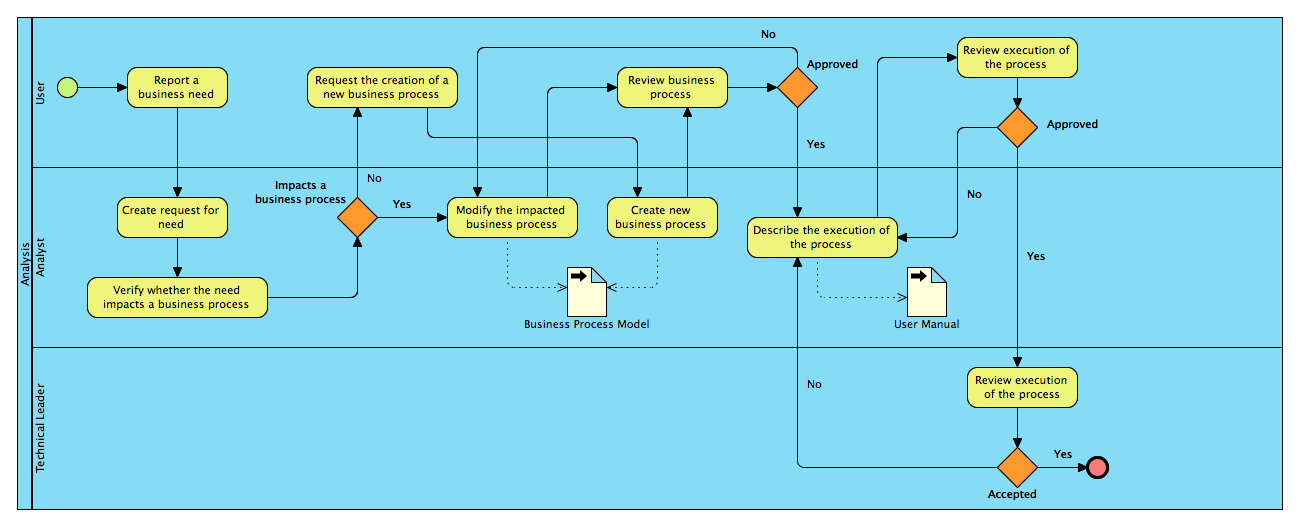 Analysis
User
No
Report a
business need
Request the creation of a
new business process
Review business
process
Approved
Review execution of
the process
Approved
Yes
Analyst
Impacts a
business process
No
Yes
Create request for
need
Modify the impacted
business process
Create new
business process
Describe the execution of
the process
No
Yes
Verify whether the need
impacts a business process
Business Process Model
User Manual
Technical Leader
No
Review execution
of the process
Yes
Accepted